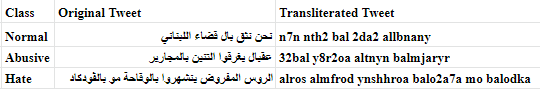 Class Original Tweet Transliterated Tweet
Normal نحن نثق بال قضاء اللبناني n7n nth2 bal 2da2 allbnany
Abusive عقبال يغرقوا التنين بالمجارير 32bal y8r2oa altnyn balmjaryr
Hate الروس المفروض ينشهروا بالوقاحة مو بالفودكاد alros almfrod ynshhroa balo2a7a mo balodka